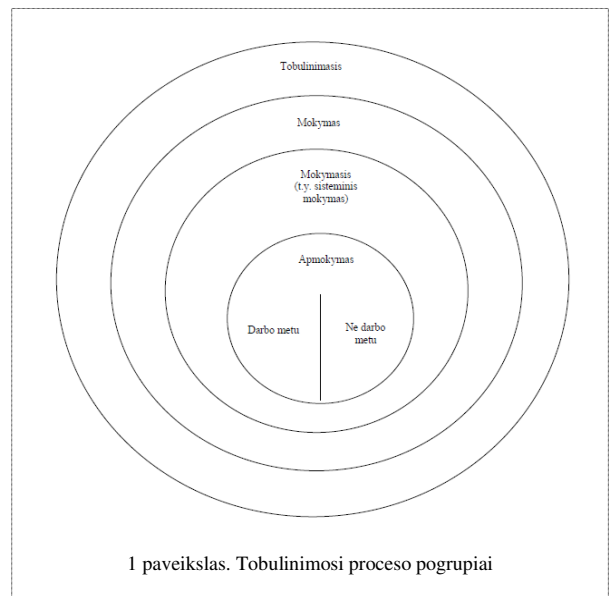 Tobulinimasis
Mokymas
Mokymasis
(t.y. sisteminis
mokymas)
Apmokymas
Darbo metu
Ne darbo
metu
1 paveikslas. Tobulinimosi proceso pogrupiai